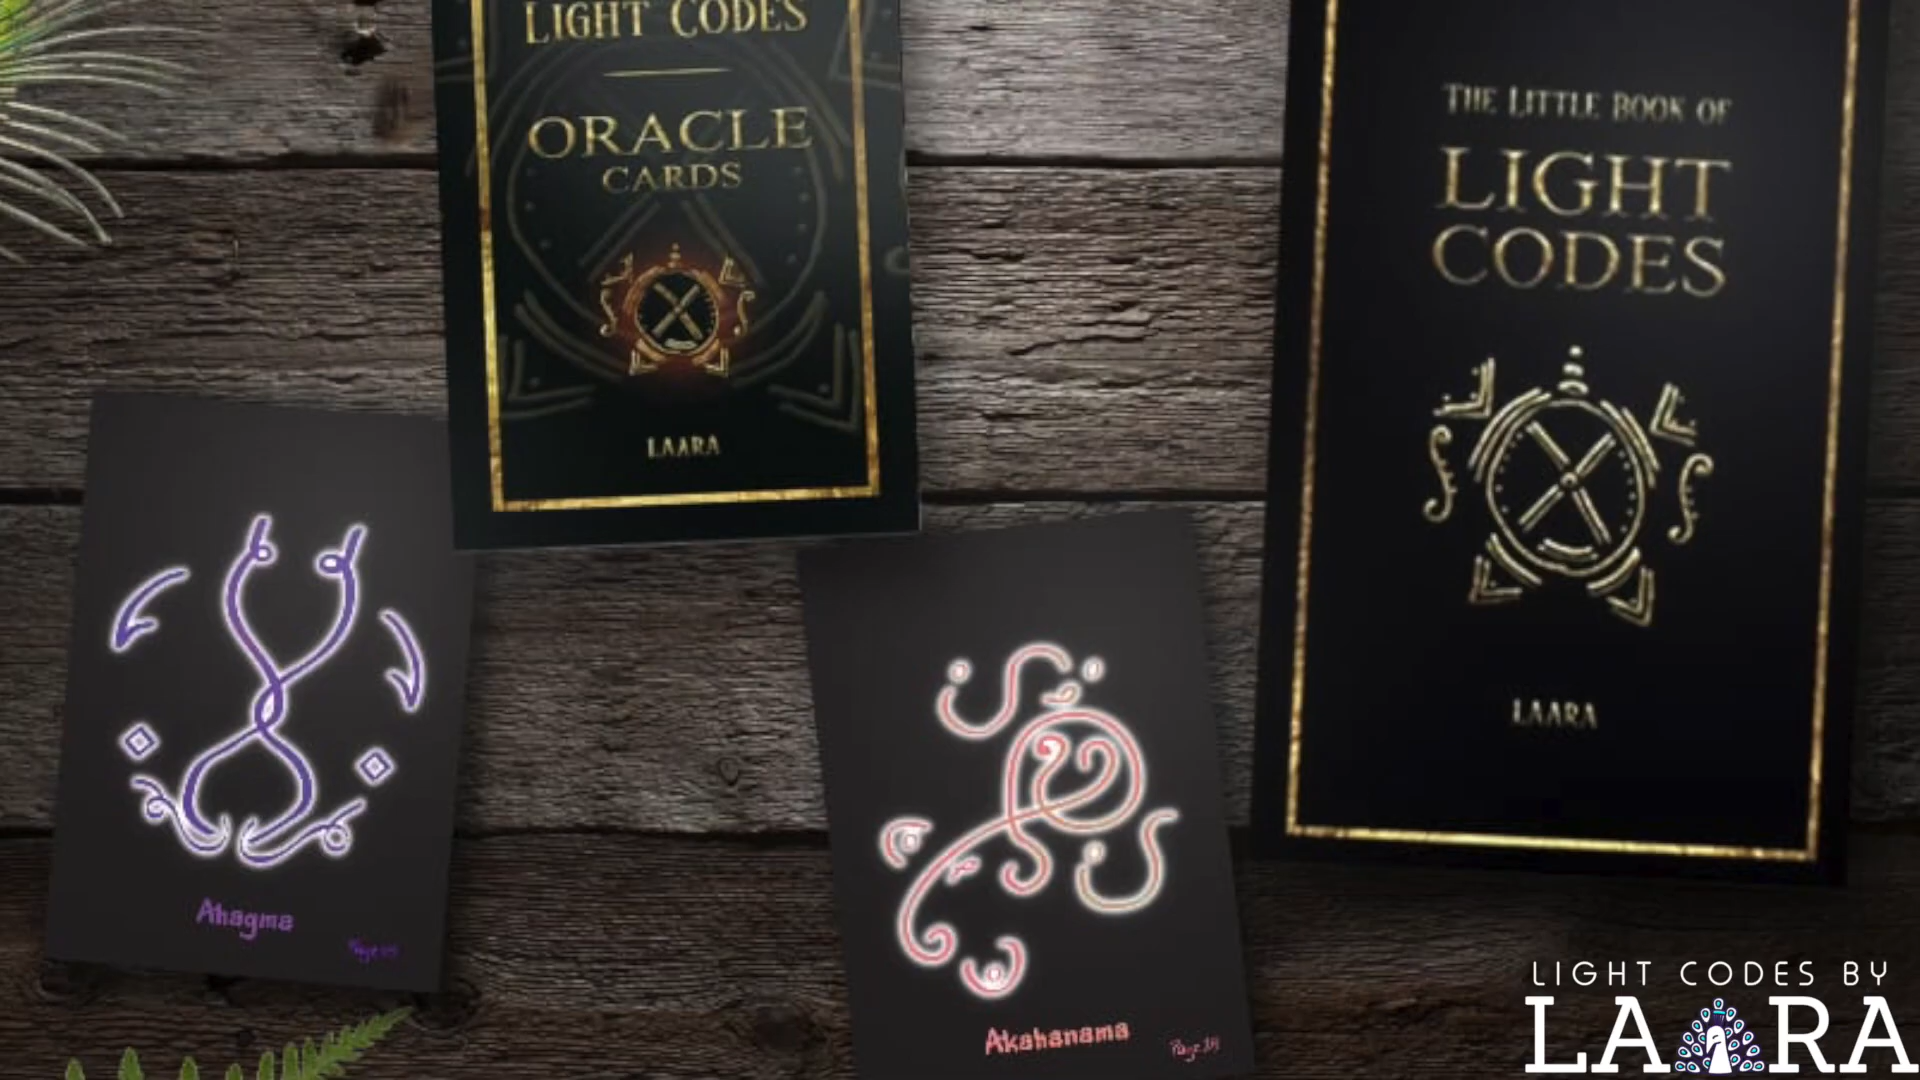 LIGHT CODES
ORACLE
CARDS
LAARA
THE LITTLE BOOK OF
LIGHT
CODES
LAARA
Ahagma
Akahanama
LIGHT CODES BY
LAARA